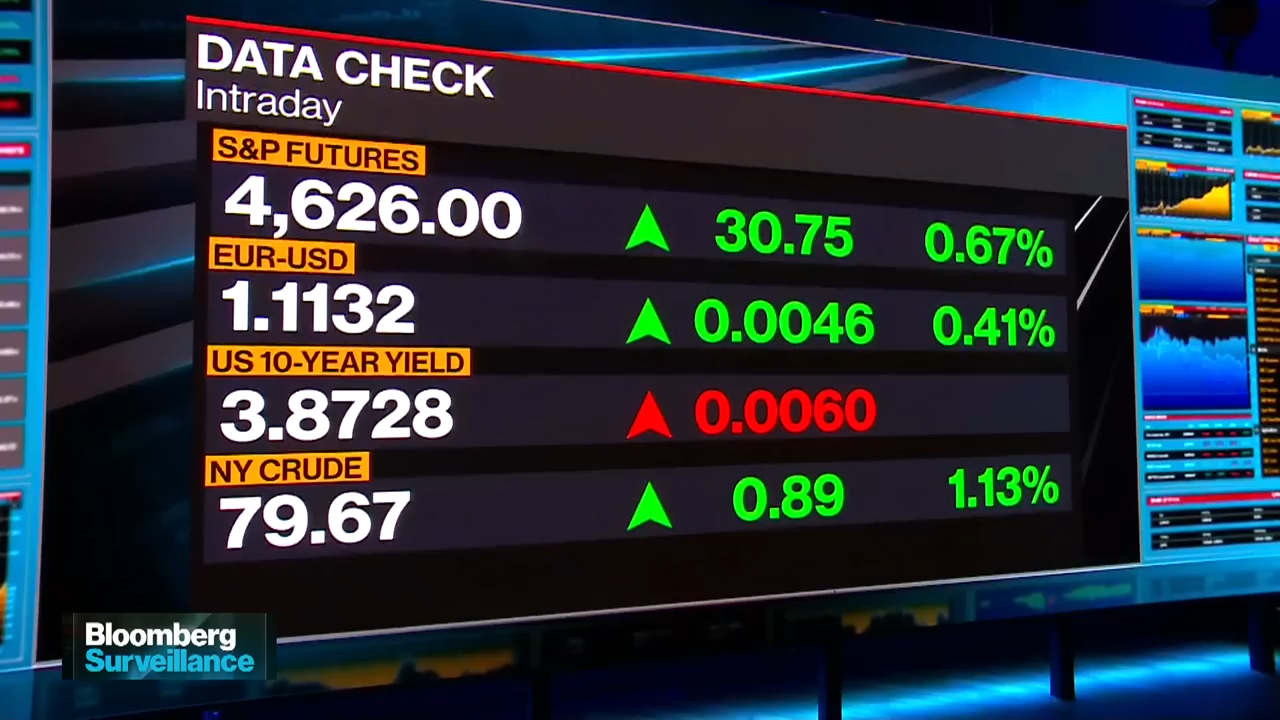 DATA CHECK
Intraday
S&P FUTURES
4,626.00 30.75 0.67%
EUR-USD
1.1132 0.0046 0.41%
US 10-YEAR YIELD
3.8728 0.0060
NY CRUDE
79.67 0.89 1.13%
Bloomberg
Surveillance